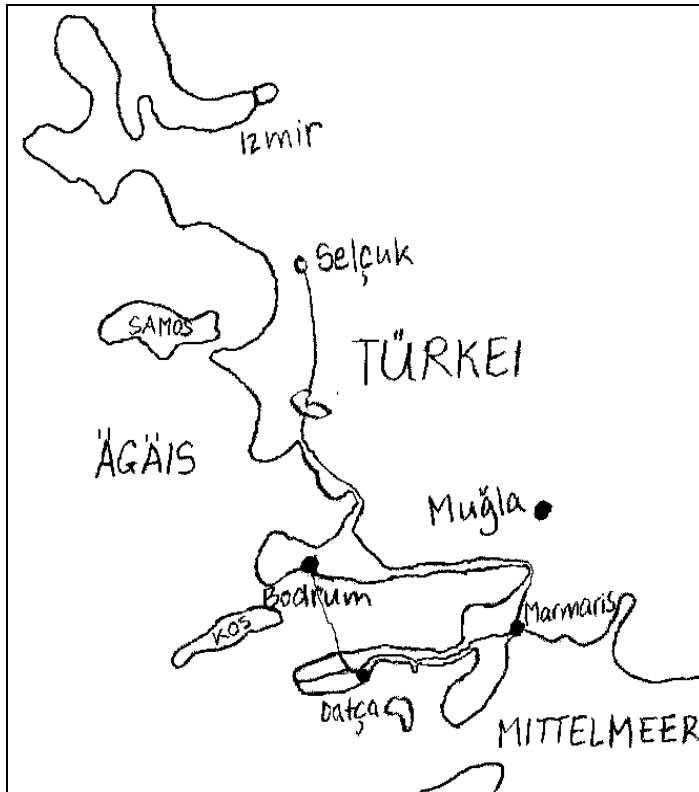 Izmir
Selçuk
SAMOS
TÜRKEI
ÄGÄIS
Muğla
Bodrum
Marmaris
KOS
Datça
MITTELMEER